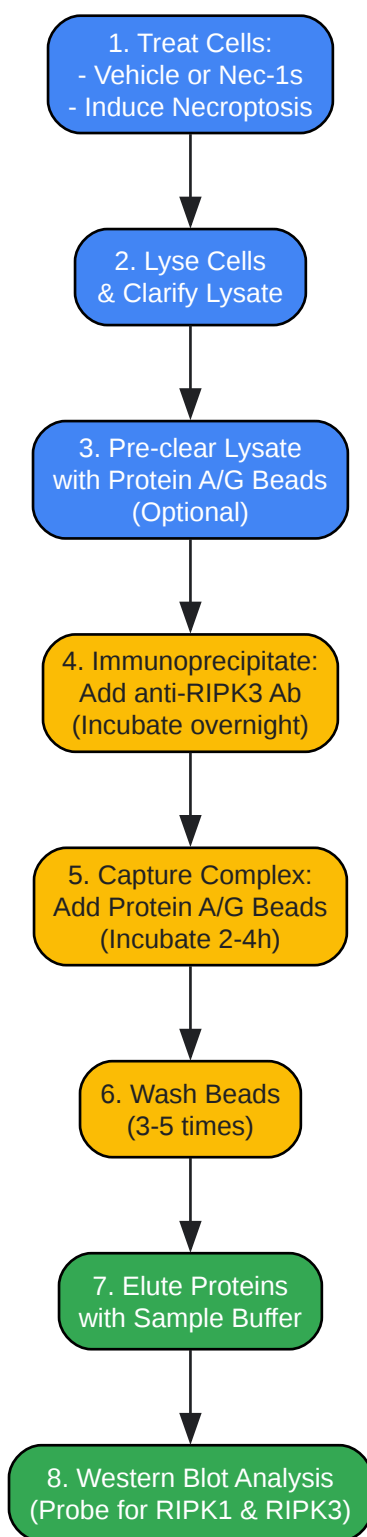 1. Treat Cells:
- Vehicle or Nec-1s
- Induce Necroptosis
2. Lyse Cells
& Clarify Lysate
3. Pre-clear Lysate
with Protein A/G Beads
(Optional)
4. Immunoprecipitate:
Add anti-RIPK3 Ab
(Incubate overnight)
5. Capture Complex:
Add Protein A/G Beads
(Incubate 2-4h)
6. Wash Beads
(3-5 times)
7. Elute Proteins
with Sample Buffer
8. Western Blot Analysis
(Probe for RIPK1 & RIPK3)